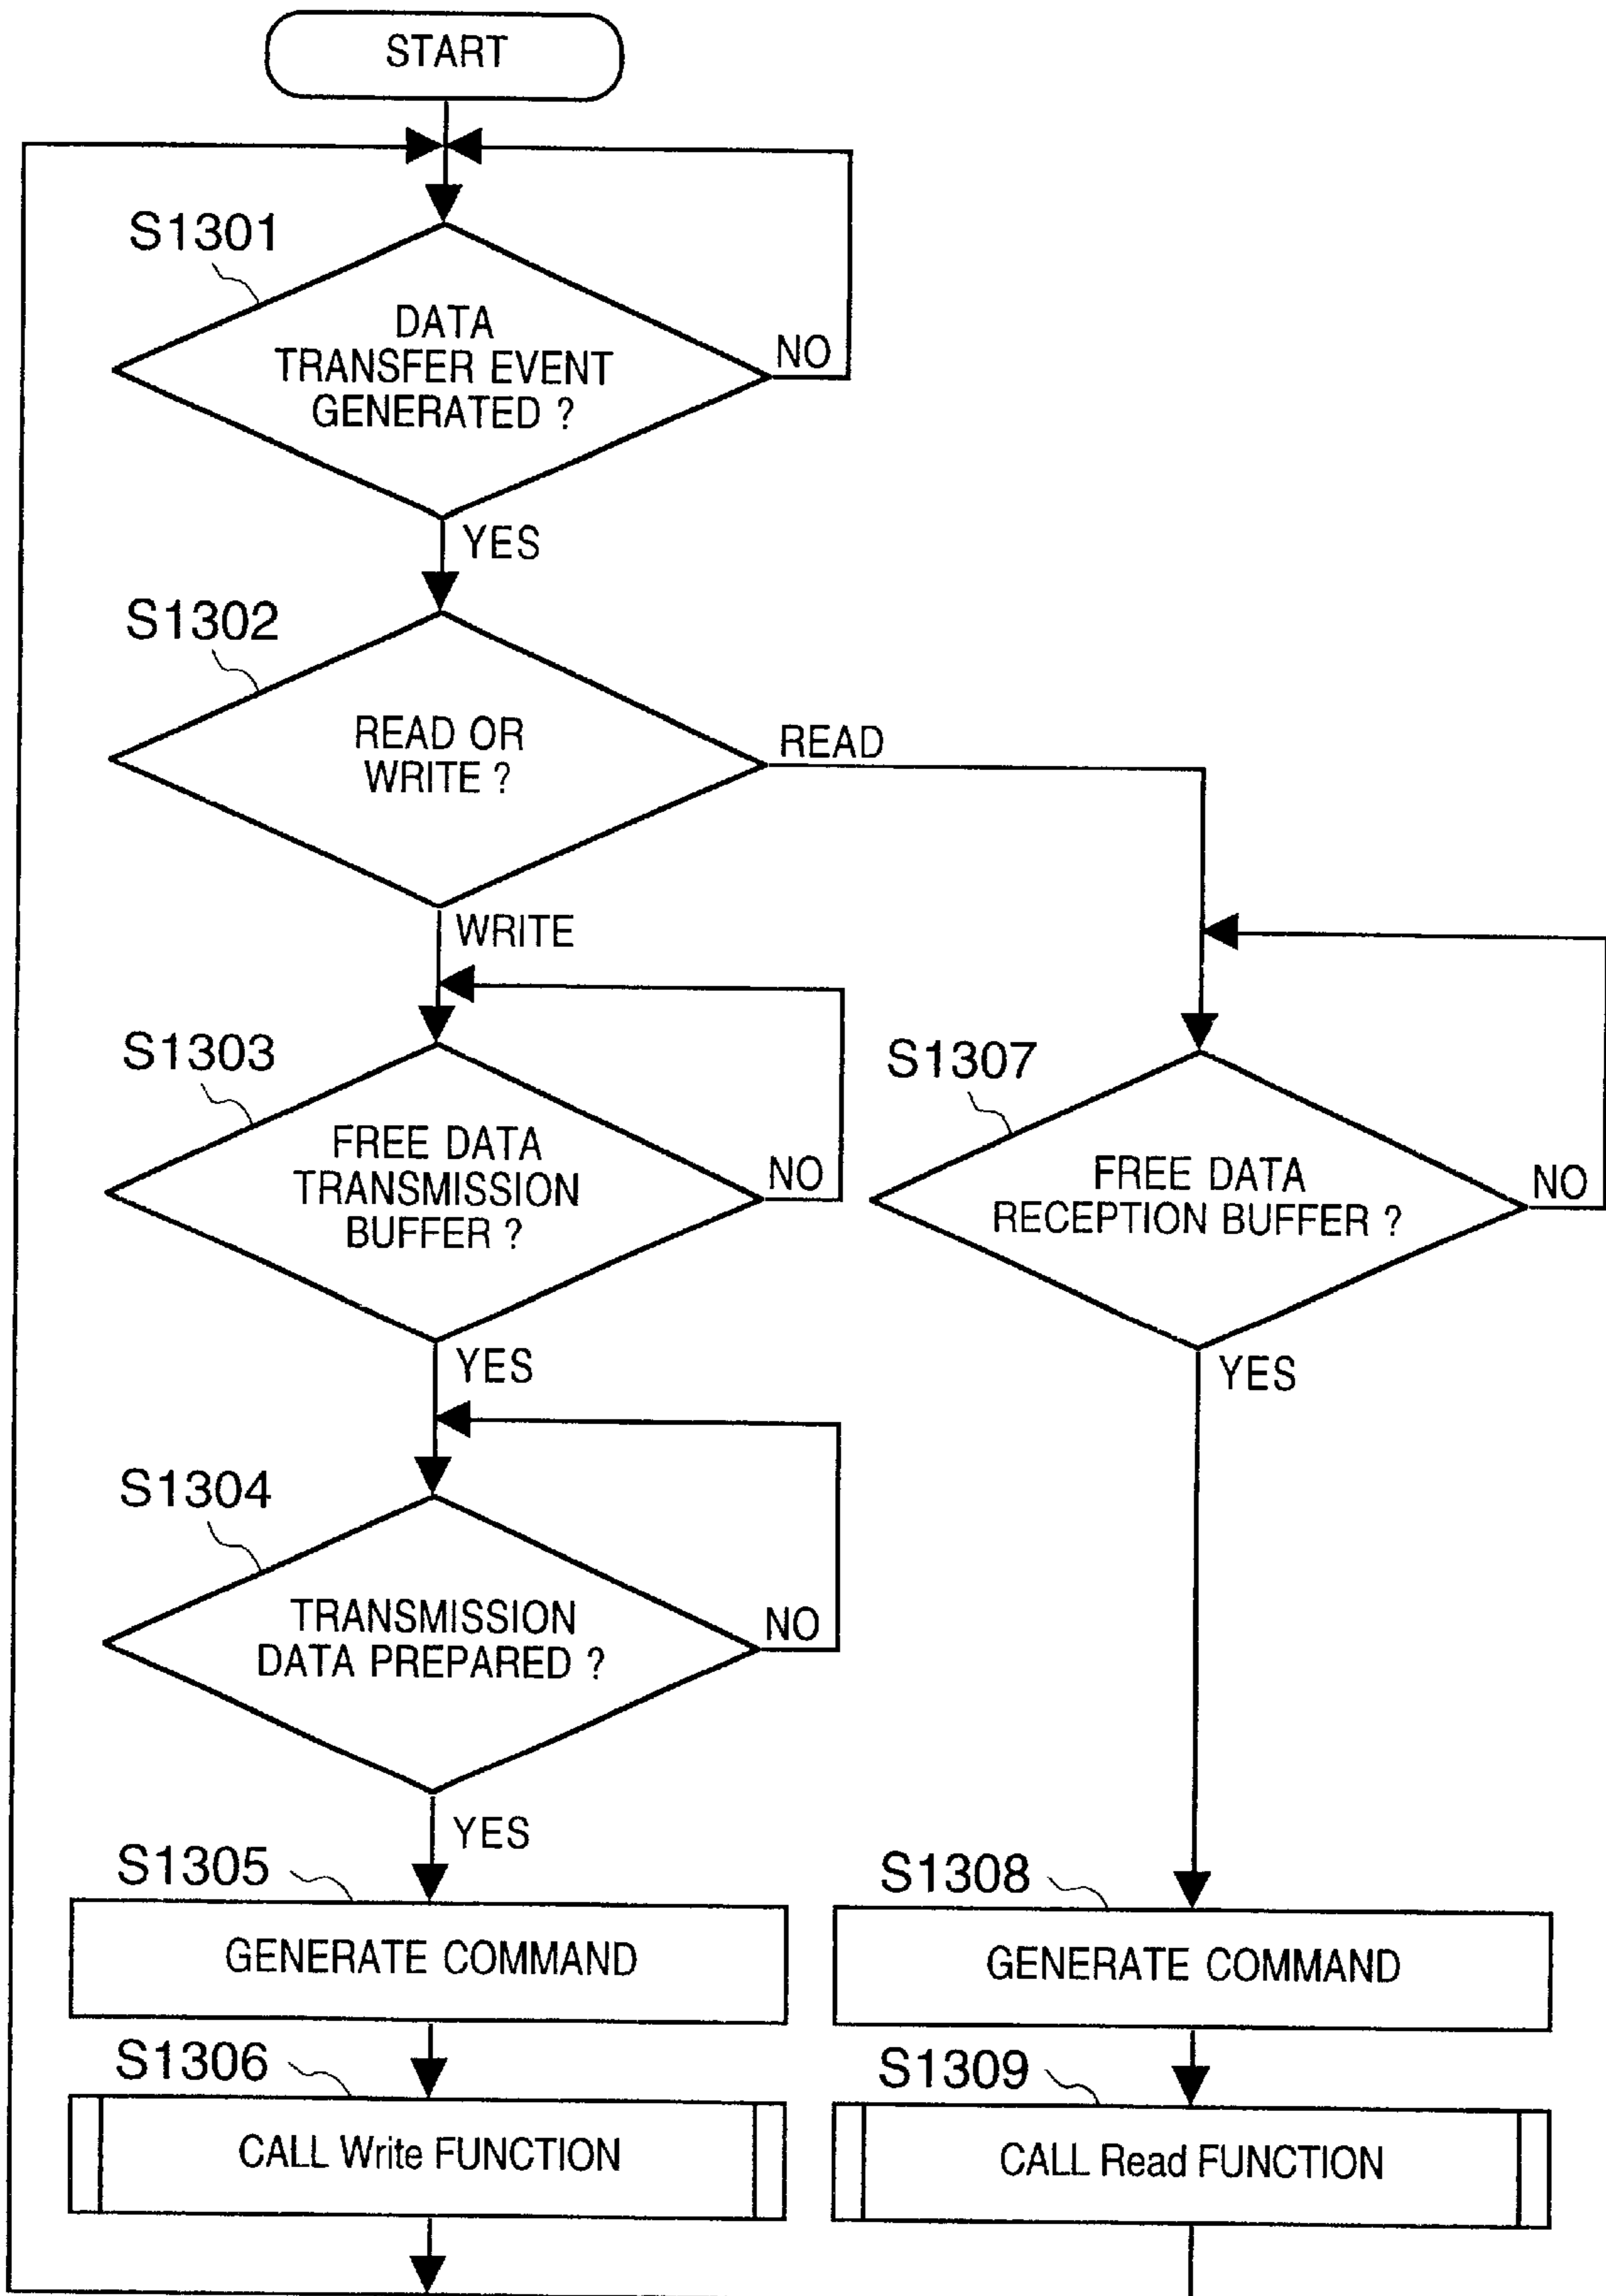 START
S1301
DATA
TRANSFER EVENT
GENERATED ?
NO
YES
S1302
READ OR
WRITE ?
READ
WRITE
S1303
FREE DATA
TRANSMISSION
BUFFER ?
NO
YES
S1307
FREE DATA
RECEPTION BUFFER ?
NO
YES
S1304
TRANSMISSION
DATA PREPARED ?
NO
YES
S1305
GENERATE COMMAND
S1308
GENERATE COMMAND
S1306
CALL Write FUNCTION
S1309
CALL Read FUNCTION